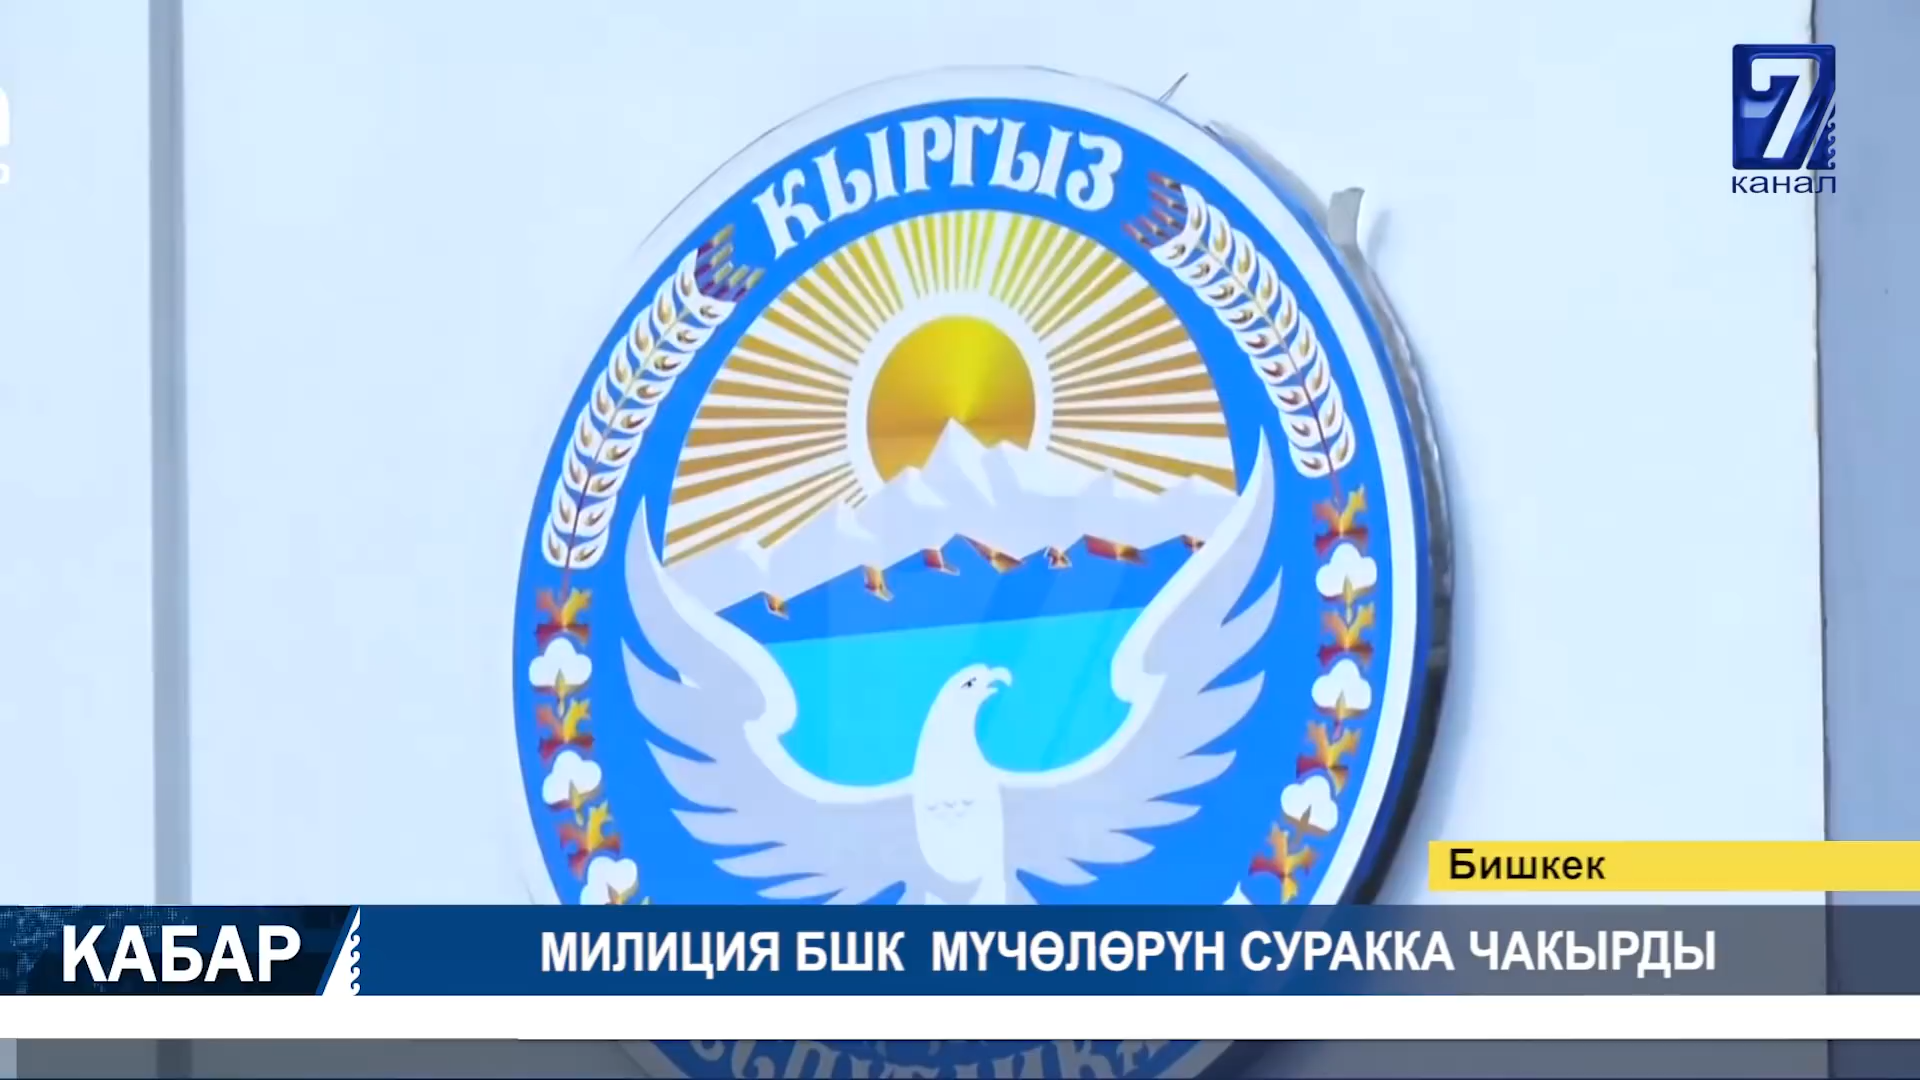 КЫРГЫЗ
7
канал
Бишкек
КАБАР
МИЛИЦИЯ БШК МҮЧӨЛӨРҮН СУРАККА ЧАКЫРДЫ